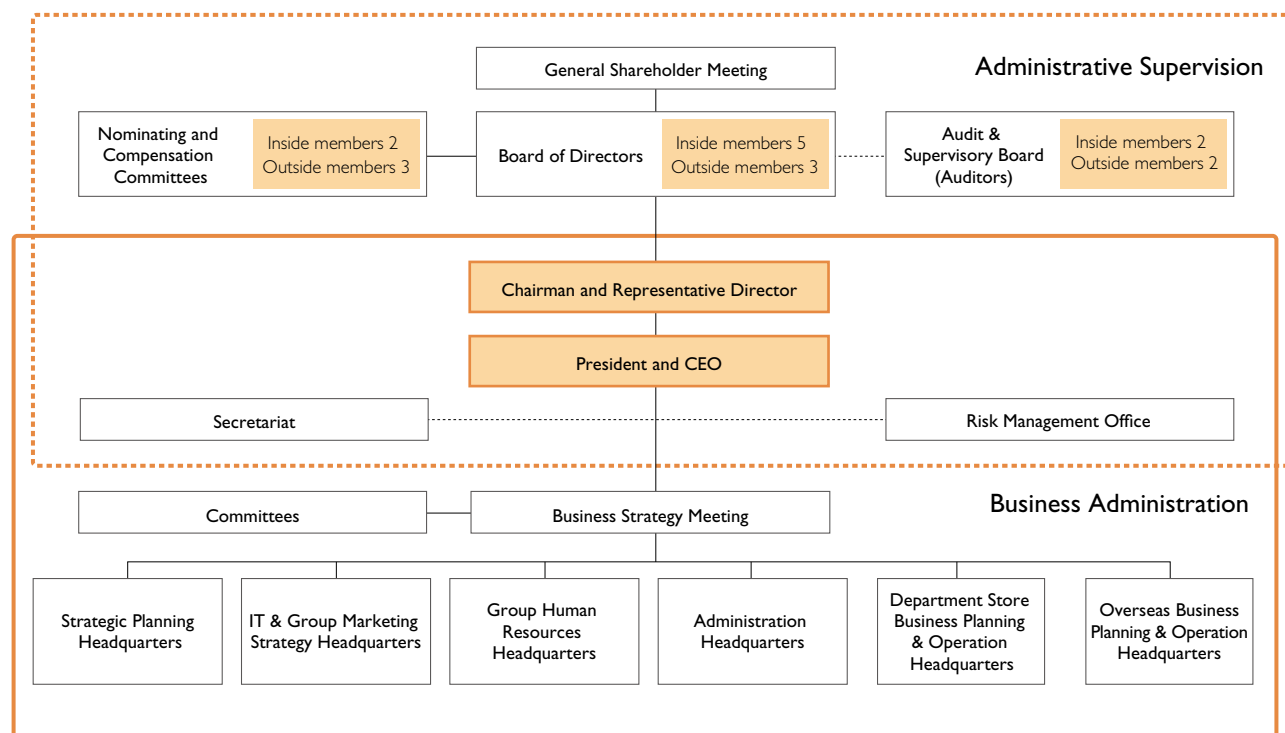 General Shareholder Meeting
Administrative Supervision
Nominating and
Compensation
Committees
Inside members 2
Outside members 3
Board of Directors
Inside members 5
Outside members 3
Audit &
Supervisory Board
(Auditors)
Inside members 2
Outside members 2
Chairman and Representative Director
President and CEO
Secretariat
Risk Management Office
Committees
Business Strategy Meeting
Business Administration
Strategic Planning
Headquarters
IT & Group Marketing
Strategy Headquarters
Group Human
Resources
Headquarters
Administration
Headquarters
Department Store
Business Planning
& Operation
Headquarters
Overseas Business
Planning & Operation
Headquarters